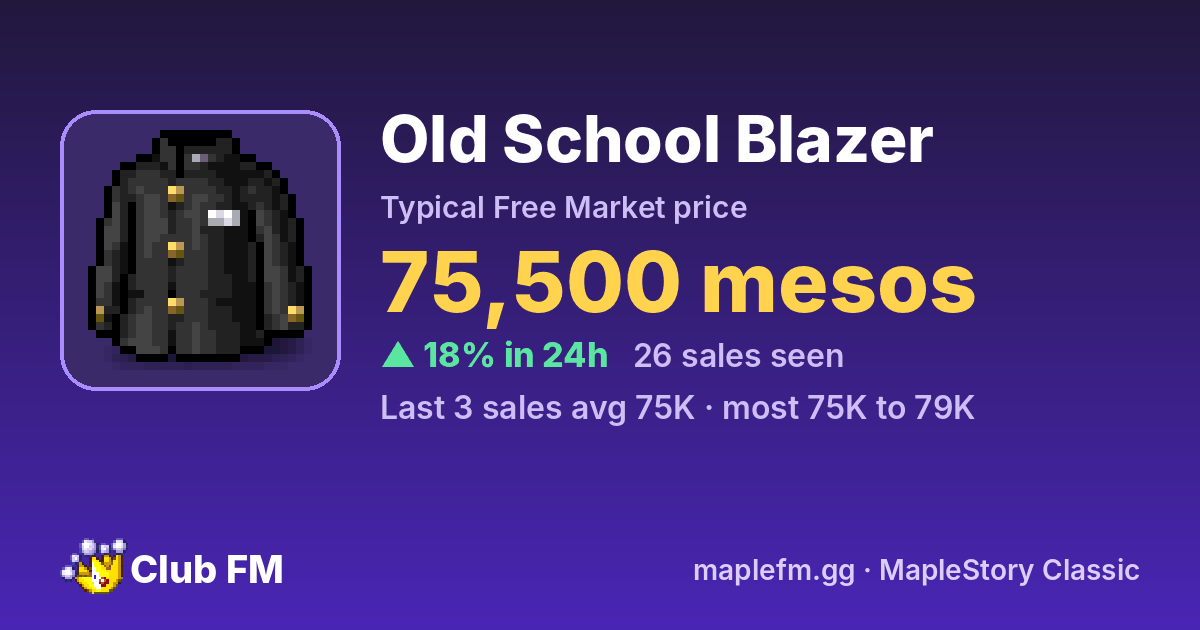 Old School Blazer
Typical Free Market price
75,500 mesos
▲ 18% in 24h 26 sales seen
Last 3 sales avg 75K · most 75K to 79K
Club FM
maplefm.gg · MapleStory Classic